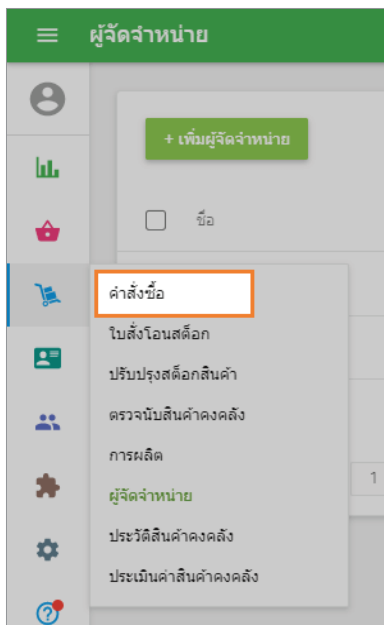 ผู้จัดจำหน่าย
+ เพิ่มผู้จัดจำหน่าย
ชื่อ
คำสั่งซื้อ
ใบสั่งโอนสต็อก
ปรับปรุงสต็อกสินค้า
ตรวจนับสินค้าคงคลัง
การผลิต
1
ผู้จัดจำหน่าย
ประวัติสินค้าคงคลัง
ประเมินค่าสินค้าคงคลัง